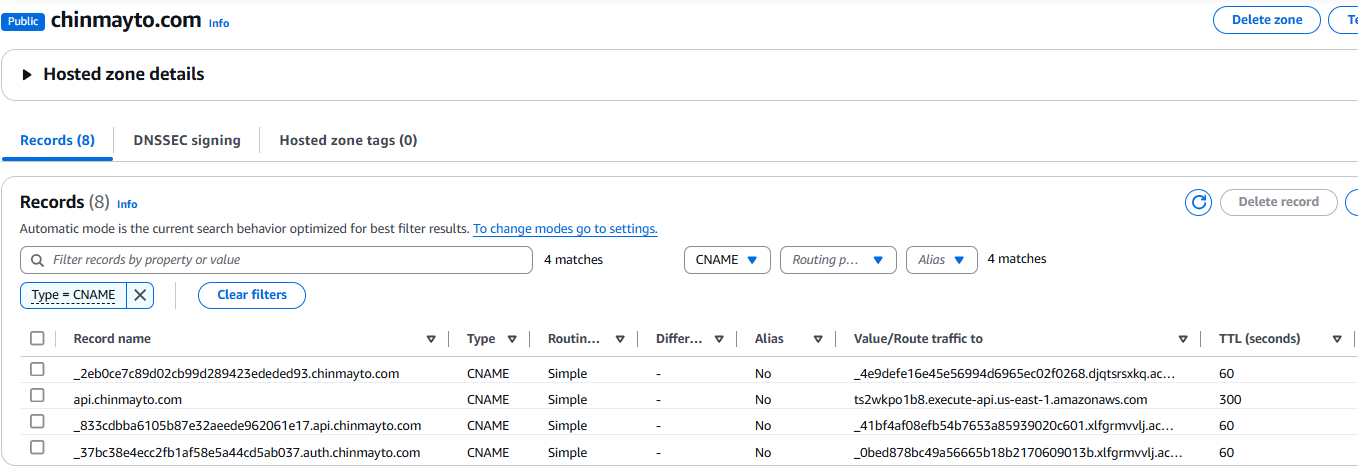 Public chinmayto.com Info Delete zone Te
Hosted zone details
Records (8) DNSSEC signing Hosted zone tags (0)
Records (8) Info Delete record
Automatic mode is the current search behavior optimized for best filter results. To change modes go to settings.
Filter records by property or value 4 matches CNAME Routing p... Alias 4 matches
Type = CNAME Clear filters
Record name Type Routin... Differ... Alias Value/Route traffic to TTL (seconds)
_2eb0ce7c89d02cb99d289423ededed93.chinmayto.com CNAME Simple - No _4e9defe16e45e56994d6965ec02f0268.djqtsrsxkq.ac... 60
api.chinmayto.com CNAME Simple - No ts2wkpo1b8.execute-api.us-east-1.amazonaws.com 300
_833cdbba6105b87e32aeede962061e17.api.chinmayto.com CNAME Simple - No _41bf4af08efb54b7653a85939020c601.xlfgrmvvlj.ac... 60
_37bc38e4ecc2fb1af58e5a44cd5ab037.auth.chinmayto.com CNAME Simple - No _0bed878bc49a56665b18b2170609013b.xlfgrmvvlj.ac... 60